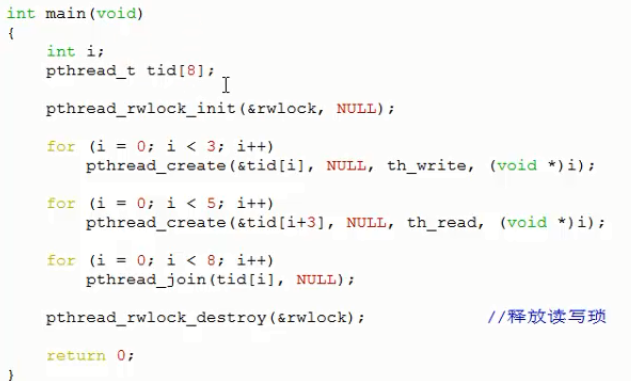 int main(void)
{
    int i;
    pthread_t tid[8];
    pthread_rwlock_init(&rwlock, NULL);
    for (i = 0; i < 3; i++)
        pthread_create(&tid[i], NULL, th_write, (void *)i);
    for (i = 0; i < 5; i++)
        pthread_create(&tid[i+3], NULL, th_read, (void *)i);
    for (i = 0; i < 8; i++)
        pthread_join(tid[i], NULL);
    pthread_rwlock_destroy(&rwlock);            //释放读写琐
    return 0;
}